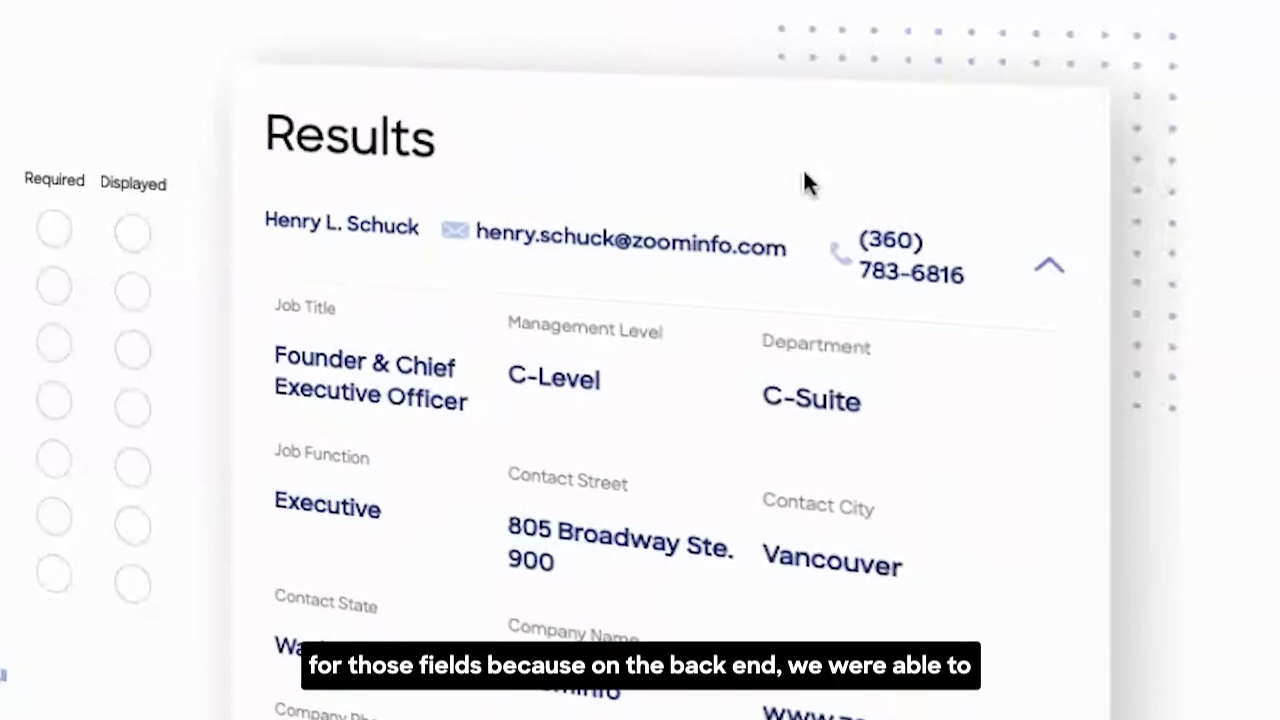 Results
Required Displayed
Henry L. Schuck henry.schuck@zoominfo.com (360)
783-6816
Job Title Management Level Department
Founder & Chief
Executive Officer
C-Level
C-Suite
Job Function Contact Street Contact City
Executive
805 Broadway Ste.
900
Vancouver
Contact State Company Name
for those fields because on the back end, we were able to